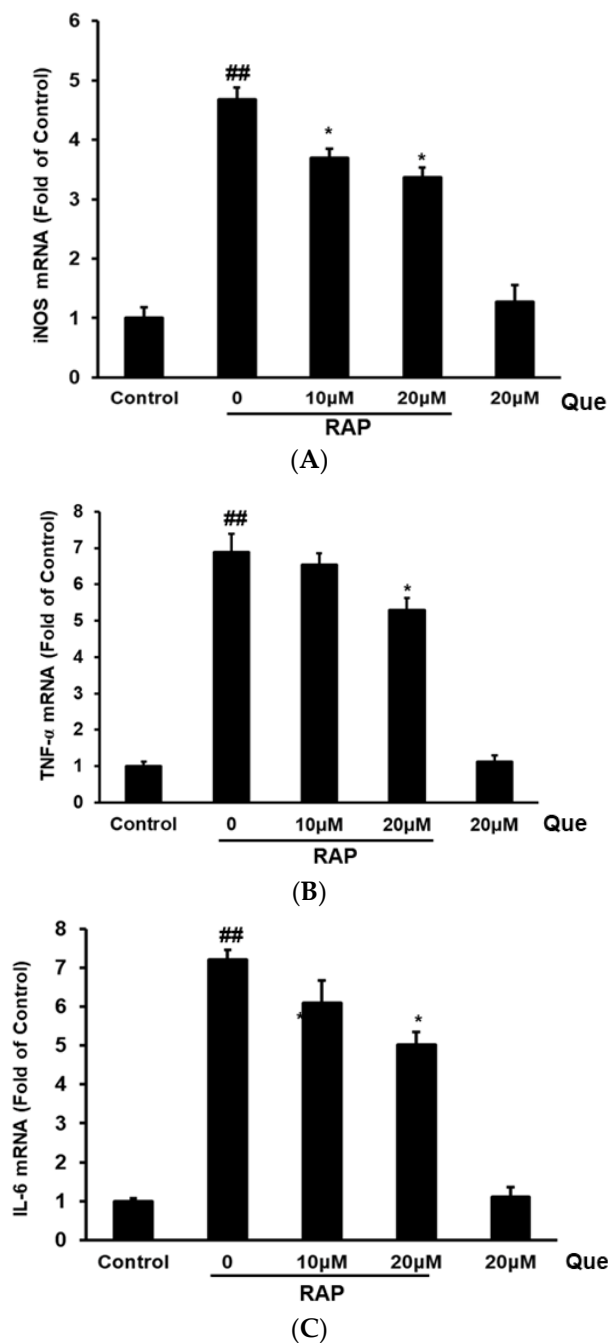 iNOS mRNA (Fold of Control)
6
5
4
3
2
1
0
##
*
*
Control 0 10μM 20μM 20μM Que
RAP
(A)
TNF-α mRNA (Fold of Control)
8
7
6
5
4
3
2
1
0
##
*
Control 0 10μM 20μM 20μM Que
RAP
(B)
IL-6 mRNA (Fold of Control)
8
7
6
5
4
3
2
1
0
##
*
*
Control 0 10μM 20μM 20μM Que
RAP
(C)